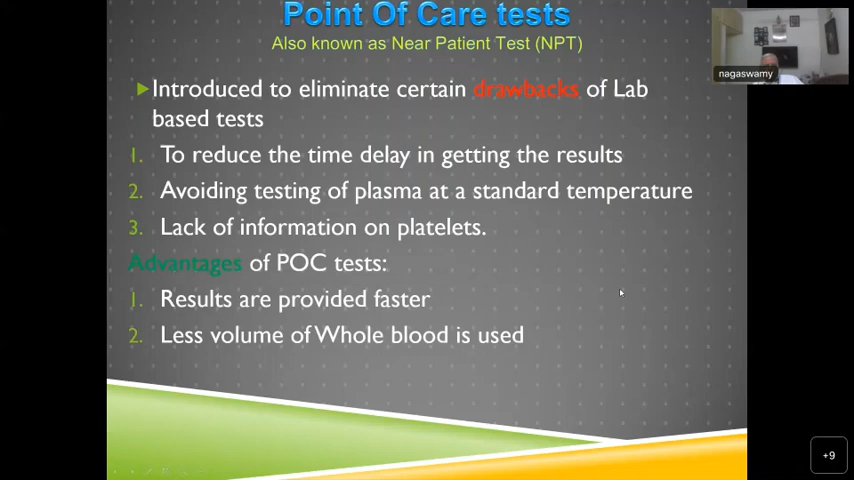 Point Of Care tests
Also known as Near Patient Test (NPT)
nagaswamy
Introduced to eliminate certain drawbacks of Lab
based tests
1. To reduce the time delay in getting the results
2. Avoiding testing of plasma at a standard temperature
3. Lack of information on platelets.
Advantages of POC tests:
1. Results are provided faster
2. Less volume of Whole blood is used
+9